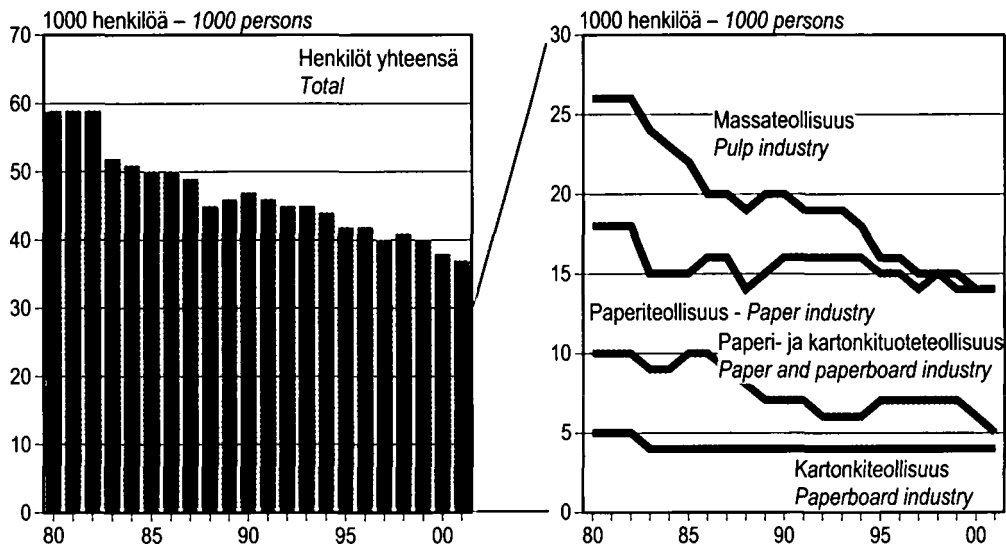 1000 henkilöä – 1000 persons
70
60
50
40
30
20
10
0
Henkilöt yhteensä
Total
80 85 90 95 00
1000 henkilöä – 1000 persons
30
25
20
15
10
5
0
Massateollisuus
Pulp industry
Paperiteollisuus - Paper industry
Paperi- ja kartonkituoteteollisuus
Paper and paperboard industry
Kartonkiteollisuus
Paperboard industry
80 85 90 95 00